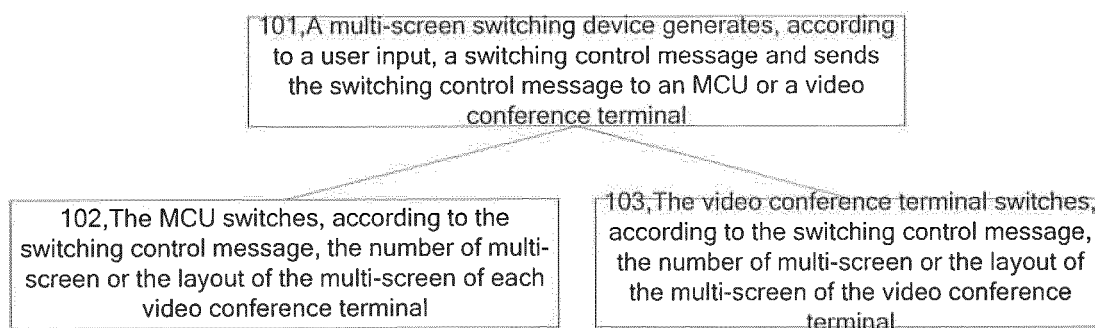 101,A multi-screen switching device generates, according
to a user input, a switching control message and sends
the switching control message to an MCU or a video
conference terminal
102,The MCU switches, according to the
switching control message, the number of multi-
screen or the layout of the multi-screen of each
video conference terminal
103,The video conference terminal switches,
according to the switching control message,
the number of multi-screen or the layout of
the multi-screen of the video conference
terminal